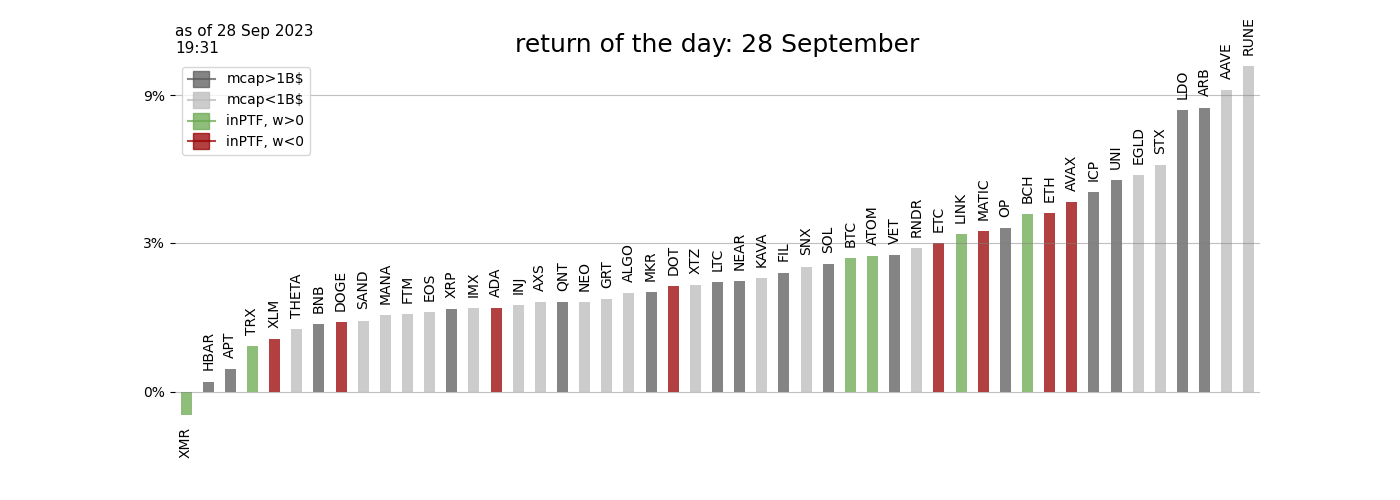 as of 28 Sep 2023
19:31
return of the day: 28 September
mcap>1B$
mcap<1B$
inPTF, w>0
inPTF, w<0
9%
3%
0%
XMR
HBAR
APT
TRX
XLM
THETA
BNB
DOGE
SAND
MANA
FTM
EOS
XRP
IMX
ADA
INJ
AXS
QNT
NEO
GRT
ALGO
MKR
DOT
XTZ
LTC
NEAR
KAVA
FIL
SNX
SOL
BTC
ATOM
VET
RNDR
ETC
LINK
MATIC
OP
BCH
ETH
AVAX
ICP
UNI
EGLD
STX
LDO
ARB
AAVE
RUNE